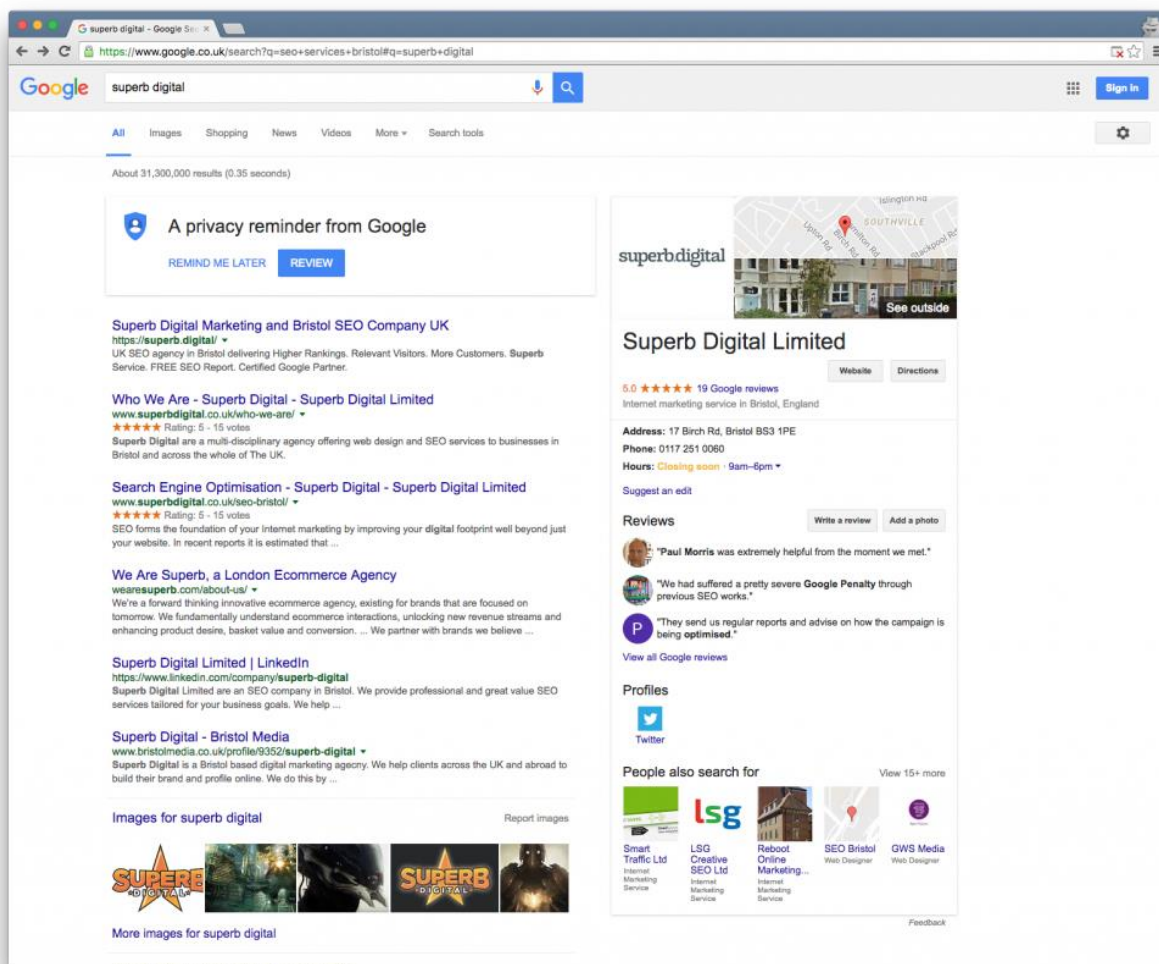 superb digital - Google Sea
https://www.google.co.uk/search?q=seo+services+bristol#q=superb+digital
Google
superb digital
Sign in
All Images Shopping News Videos More Search tools
About 31,300,000 results (0.35 seconds)
A privacy reminder from Google
REMIND ME LATER REVIEW
Superb Digital Marketing and Bristol SEO Company UK
https://superb.digital/
UK SEO agency in Bristol delivering Higher Rankings. Relevant Visitors. More Customers. Superb
Service. FREE SEO Report. Certified Google Partner.
Who We Are - Superb Digital - Superb Digital Limited
www.superbdigital.co.uk/who-we-are/
Rating: 5 - 15 votes
Superb Digital are a multi-disciplinary agency offering web design and SEO services to businesses in
Bristol and across the whole of The UK.
Search Engine Optimisation - Superb Digital - Superb Digital Limited
www.superbdigital.co.uk/seo-bristol/
Rating: 5 - 15 votes
SEO forms the foundation of your Internet marketing by improving your digital footprint well beyond just
your website. In recent reports it is estimated that ...
We Are Superb, a London Ecommerce Agency
wearesuperb.com/about-us/
We're a forward thinking innovative ecommerce agency, existing for brands that are focused on
tomorrow. We fundamentally understand ecommerce interactions, unlocking new revenue streams and
enhancing product desire, basket value and conversion. ... We partner with brands we believe ...
Superb Digital Limited | LinkedIn
https://www.linkedin.com/company/superb-digital
Superb Digital Limited are an SEO company in Bristol. We provide professional and great value SEO
services tailored for your business goals. We help ...
Superb Digital - Bristol Media
www.bristolmedia.co.uk/profile/9352/superb-digital
Superb Digital is a Bristol based digital marketing agecny. We help clients across the UK and abroad to
build their brand and profile online. We do this by ...
Images for superb digital
Report images
SUPERB
DIGITAL
SUPERB
DIGITAL
More images for superb digital
superb.digital
Islington Rd
SOUTHVILLE
Upton Rd
Birch Rd
Hamilton Rd
Stackpool Rd
See outside
Superb Digital Limited
Website Directions
5.0 19 Google reviews
Internet marketing service in Bristol, England
Address: 17 Birch Rd, Bristol BS3 1PE
Phone: 0117 251 0060
Hours: Closing soon · 9am–6pm
Suggest an edit
Reviews
Write a review Add a photo
"Paul Morris was extremely helpful from the moment we met."
"We had suffered a pretty severe Google Penalty through
previous SEO works."
P
"They send us regular reports and advise on how the campaign is
being optimised."
View all Google reviews
Profiles
Twitter
People also search for
View 15+ more
lsg
Smart
Traffic Ltd
Internet
Marketing
Service
LSG
Creative
SEO Ltd
Internet
Marketing
Service
Reboot
Online
Marketing...
Internet
Marketing
Service
SEO Bristol
Web Designer
GWS Media
Web Designer
Feedback